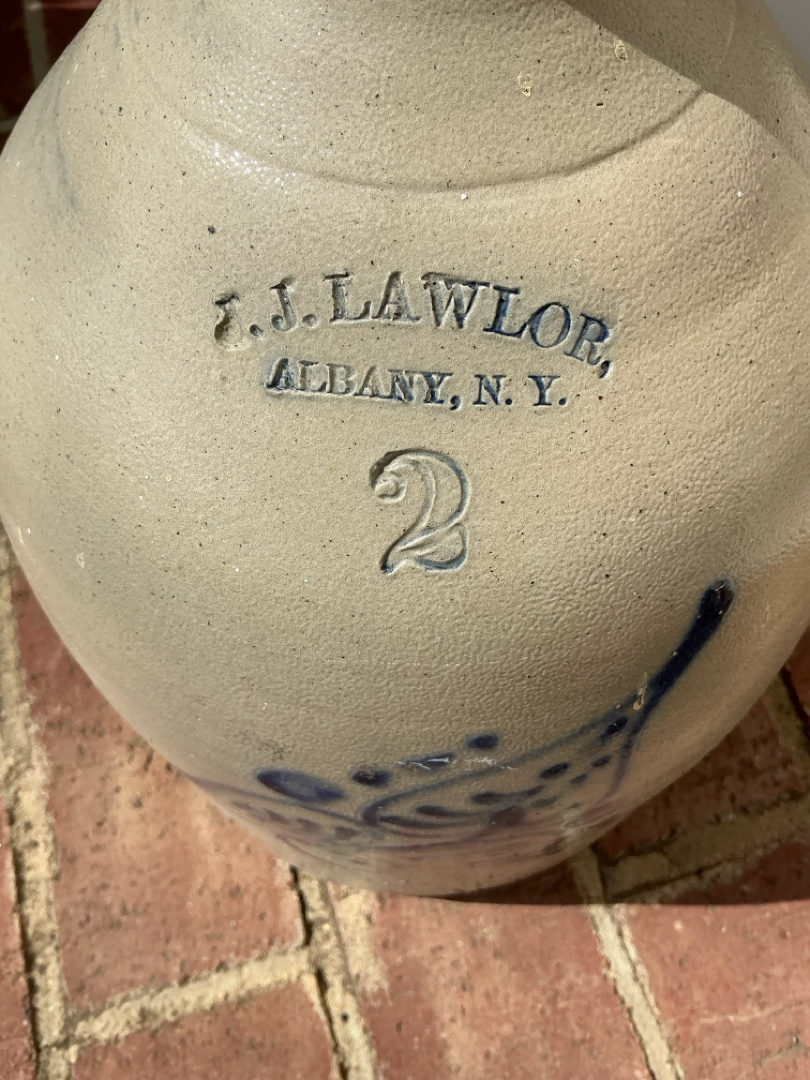 J. LAWLOR,
ALBANY, N. Y.
2